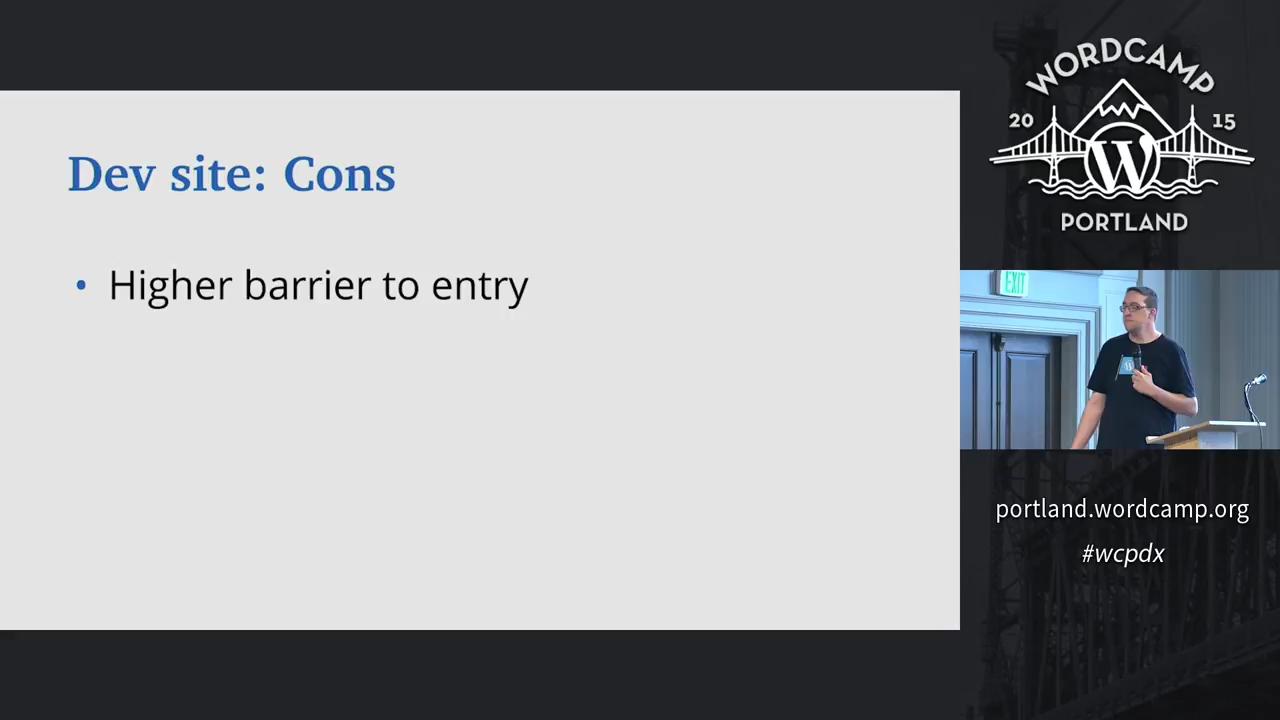 Dev site: Cons
• Higher barrier to entry
WORDCAMP
20 15
W
PORTLAND
EXIT
W
portland.wordcamp.org
#wcpdx